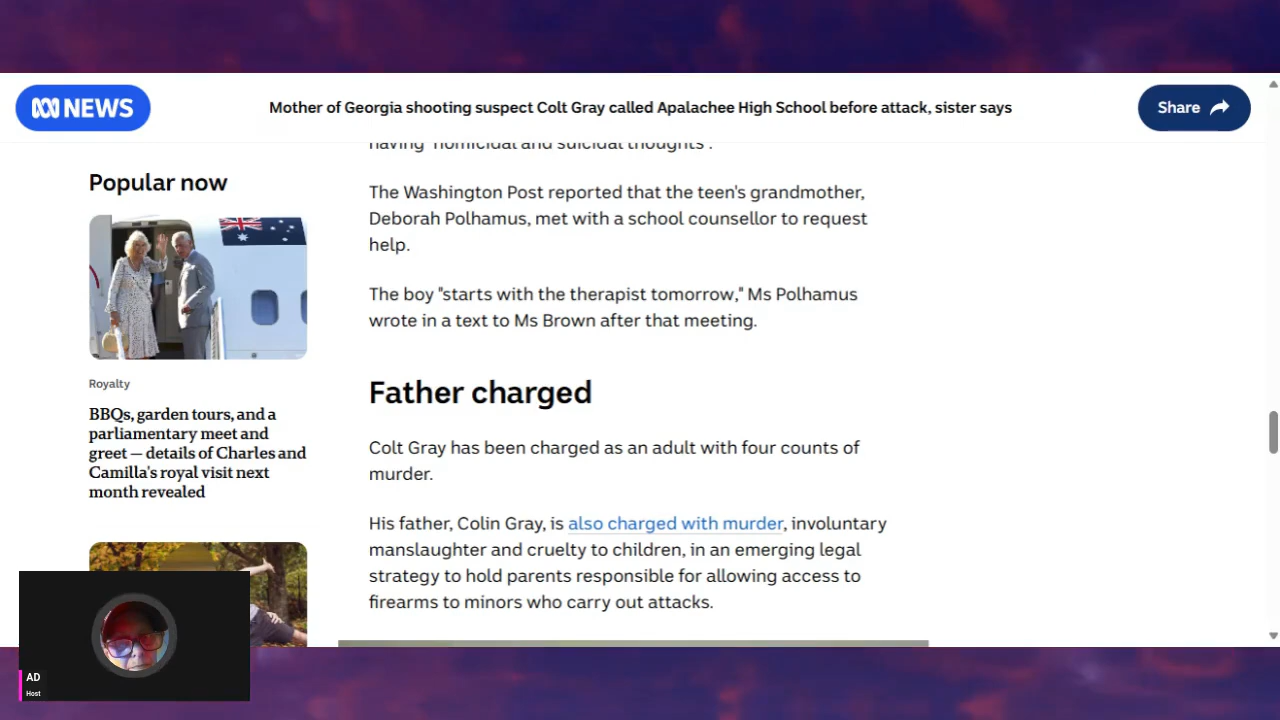 NEWS
Mother of Georgia shooting suspect Colt Gray called Apalachee High School before attack, sister says
Share
having "homicidal and suicidal thoughts".
Popular now
The Washington Post reported that the teen's grandmother,
Deborah Polhamus, met with a school counsellor to request
help.
The boy "starts with the therapist tomorrow," Ms Polhamus
wrote in a text to Ms Brown after that meeting.
Royalty
BBQs, garden tours, and a
parliamentary meet and
greet — details of Charles and
Camilla's royal visit next
month revealed
Father charged
Colt Gray has been charged as an adult with four counts of
murder.
His father, Colin Gray, is also charged with murder, involuntary
manslaughter and cruelty to children, in an emerging legal
strategy to hold parents responsible for allowing access to
firearms to minors who carry out attacks.
AD
Host